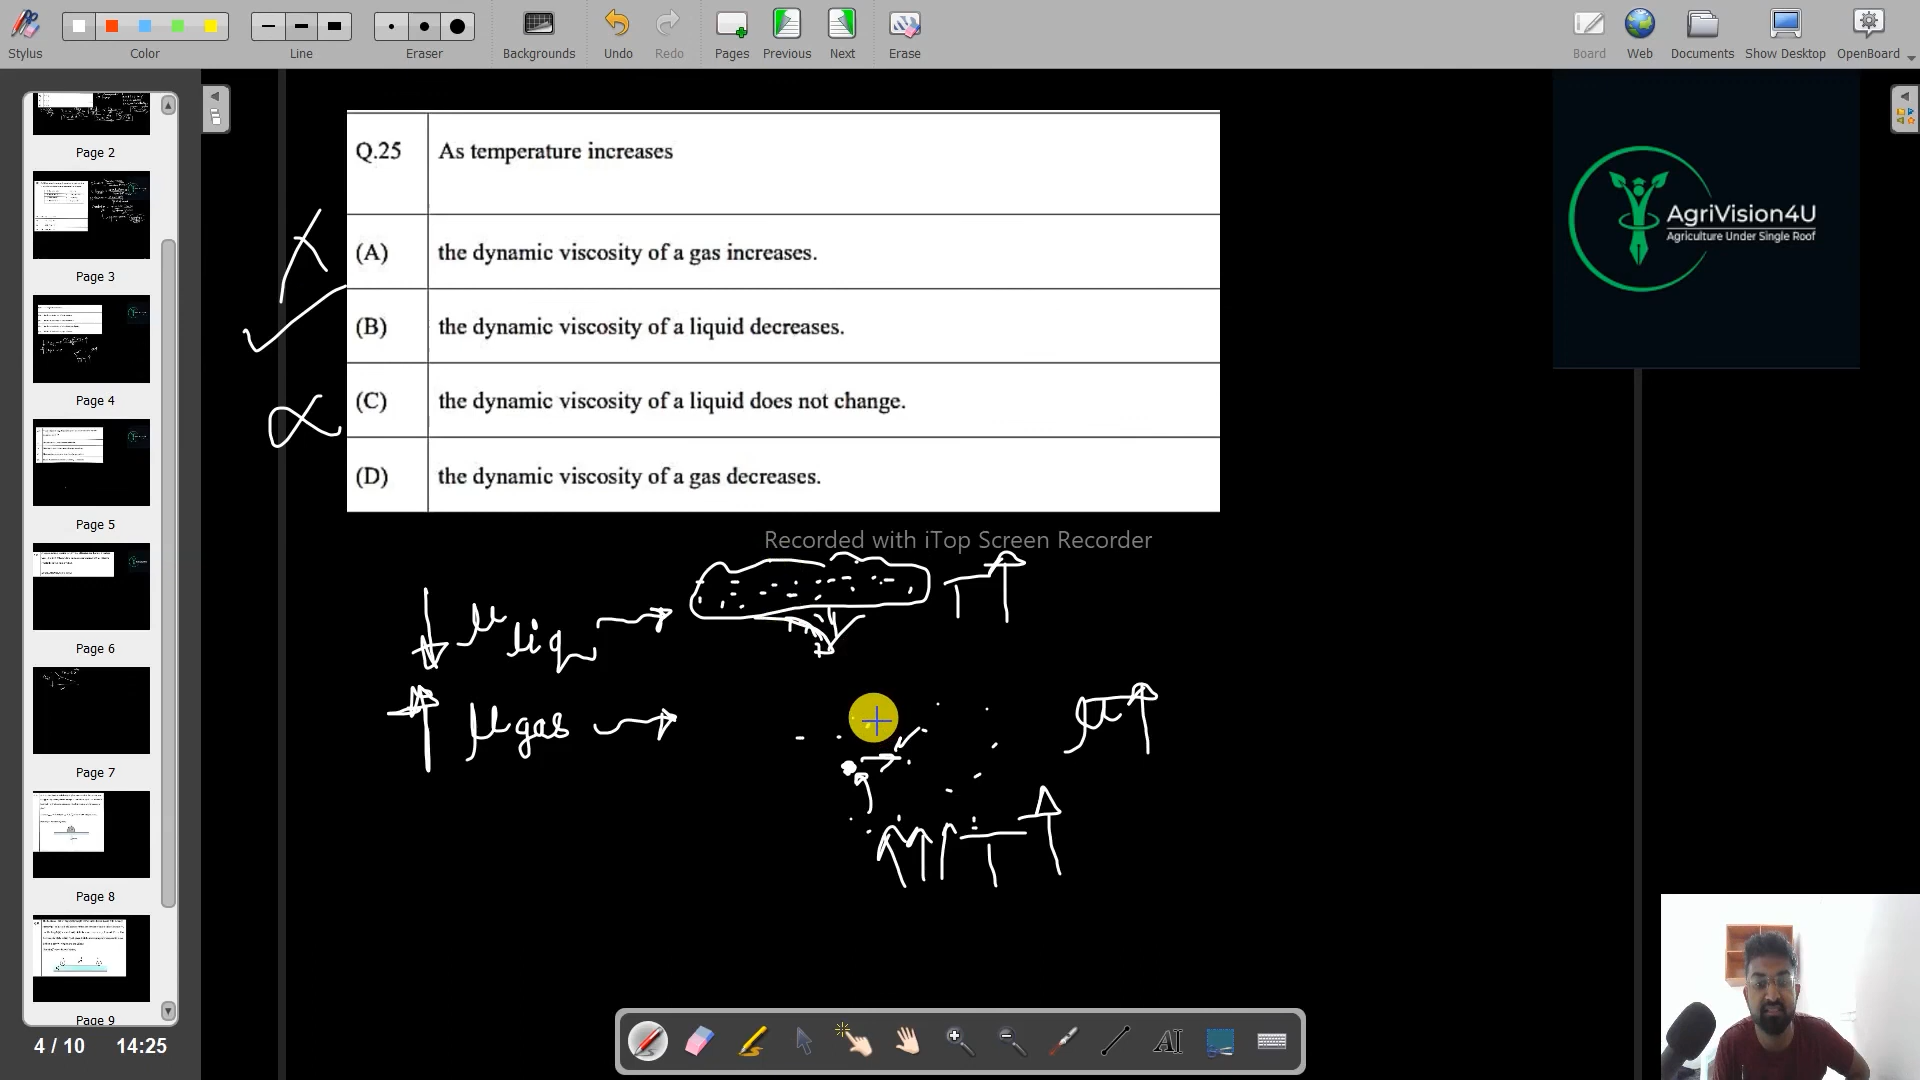 Stylus
Color
Line
Eraser
Backgrounds
Undo
Redo
Pages
Previous
Next
Erase
Board
Web
Documents
Show Desktop
OpenBoard
Page 2
Page 3
Page 4
Page 5
Page 6
Page 7
Page 8
Page 9
4 / 10 14:25
Q.25 As temperature increases
(A) the dynamic viscosity of a gas increases.
(B) the dynamic viscosity of a liquid decreases.
(C) the dynamic viscosity of a liquid does not change.
(D) the dynamic viscosity of a gas decreases.
AgriVision4U
Agriculture Under Single Roof
Recorded with iTop Screen Recorder
↓ μ liq → T ↑
↑ μ gas → μ ↑
T ↑
AI